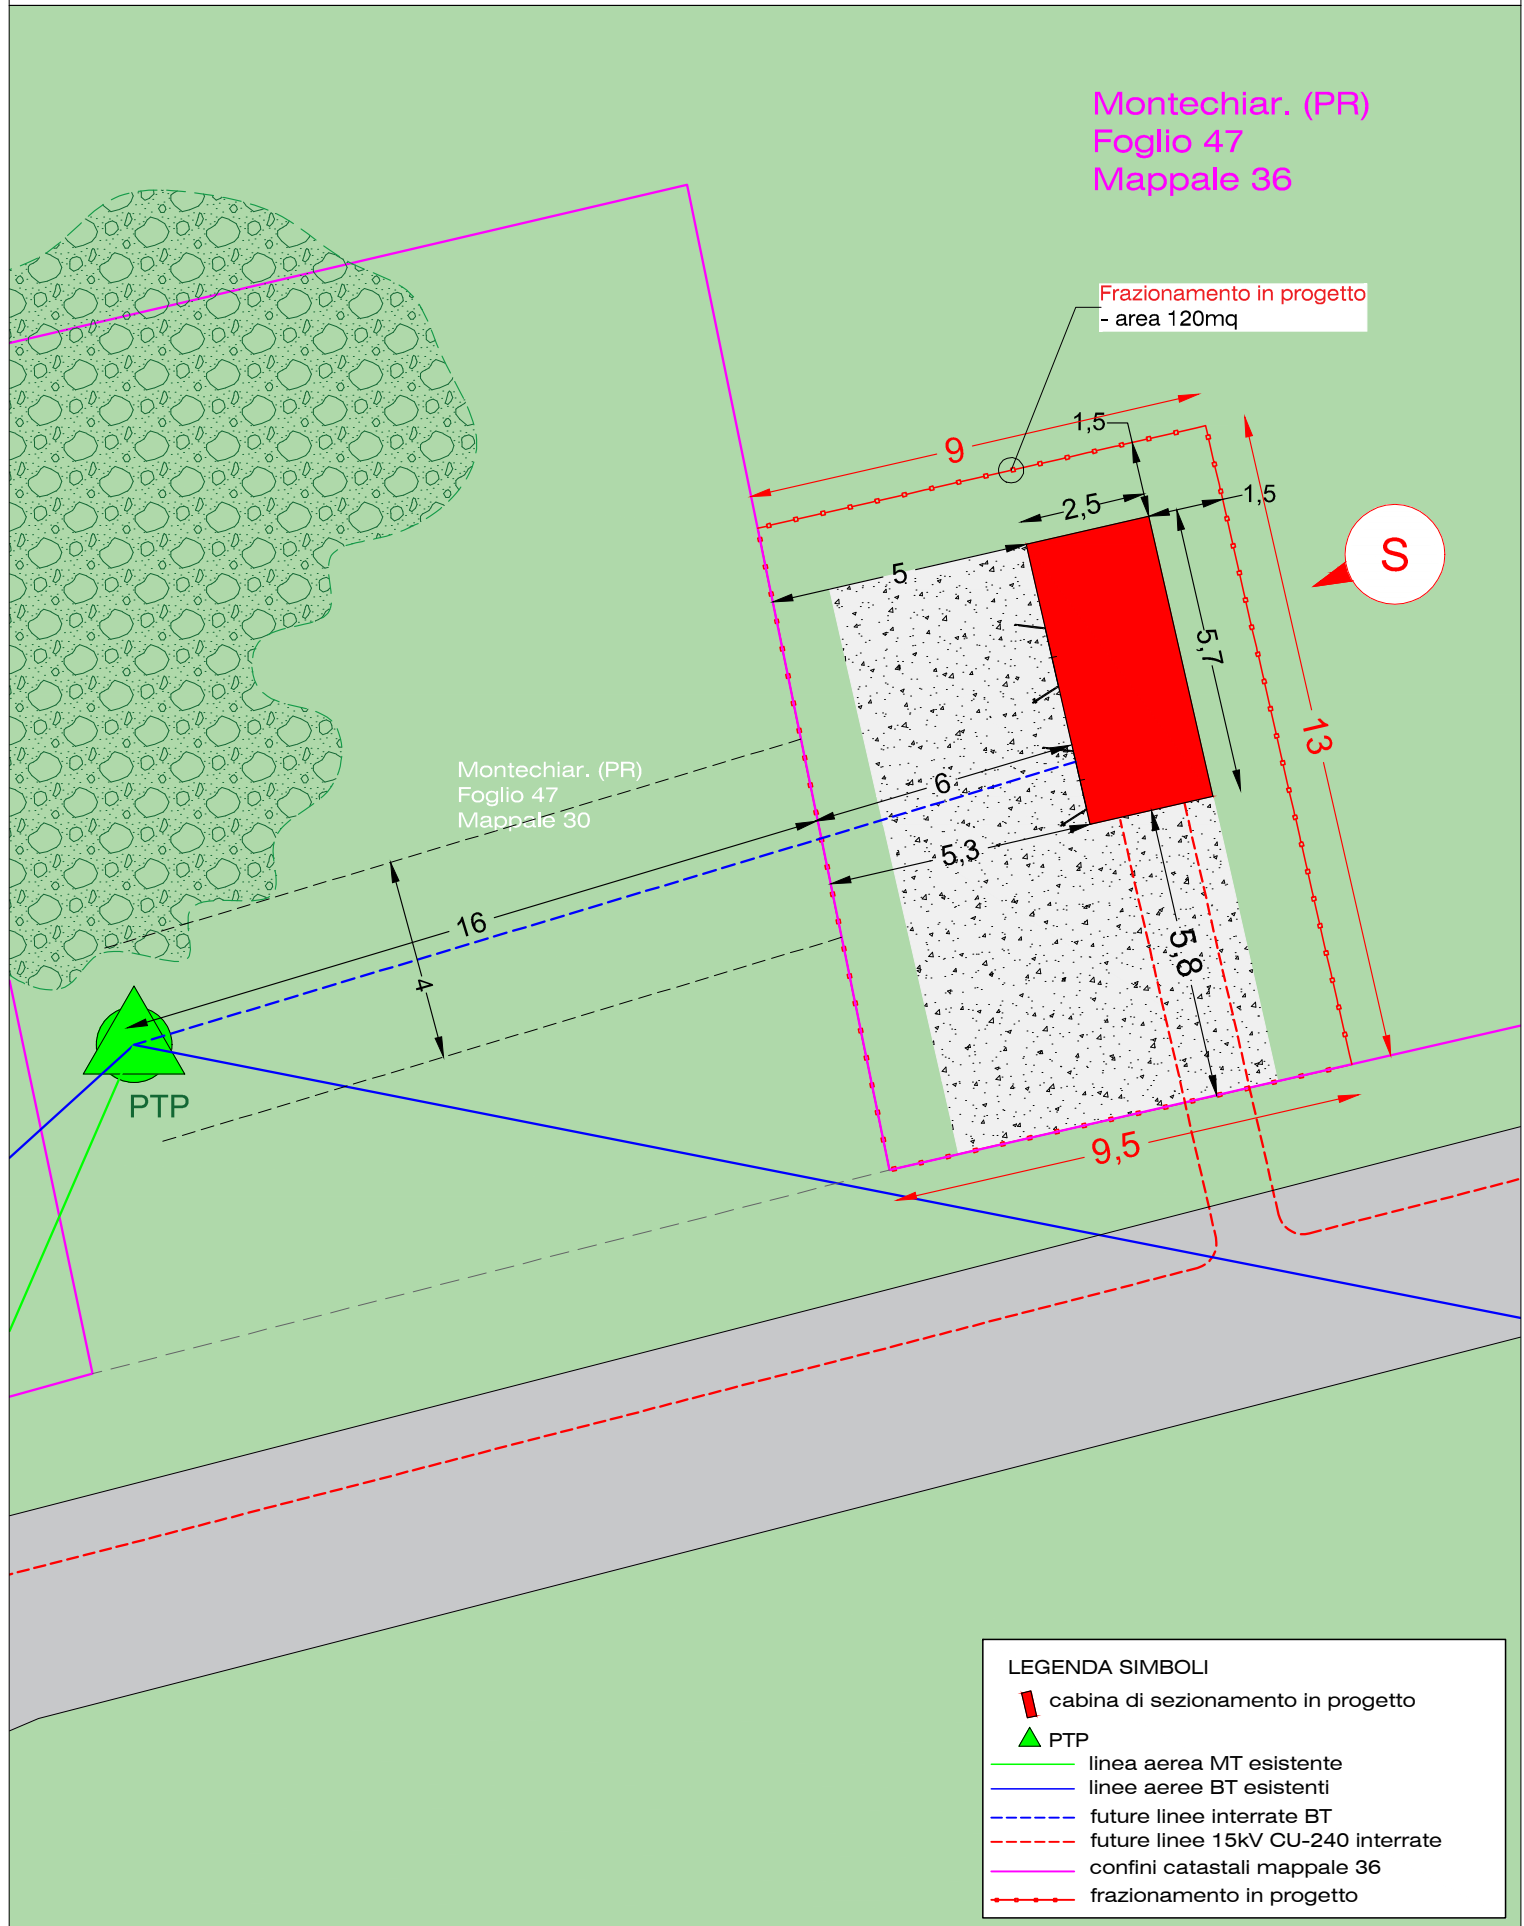 Montechiar. (PR)
Foglio 47
Mappale 36
Frazionamento in progetto
- area 120mq
1,5
9
2,5
1,5
S
5
5,7
13
Montechiar. (PR)
Foglio 47
Mappale 30
6
5,3
16
5,8
4
PTP
9,5
LEGENDA SIMBOLI
cabina di sezionamento in progetto
PTP
linea aerea MT esistente
linee aeree BT esistenti
future linee interrate BT
future linee 15kV CU-240 interrate
confini catastali mappale 36
frazionamento in progetto